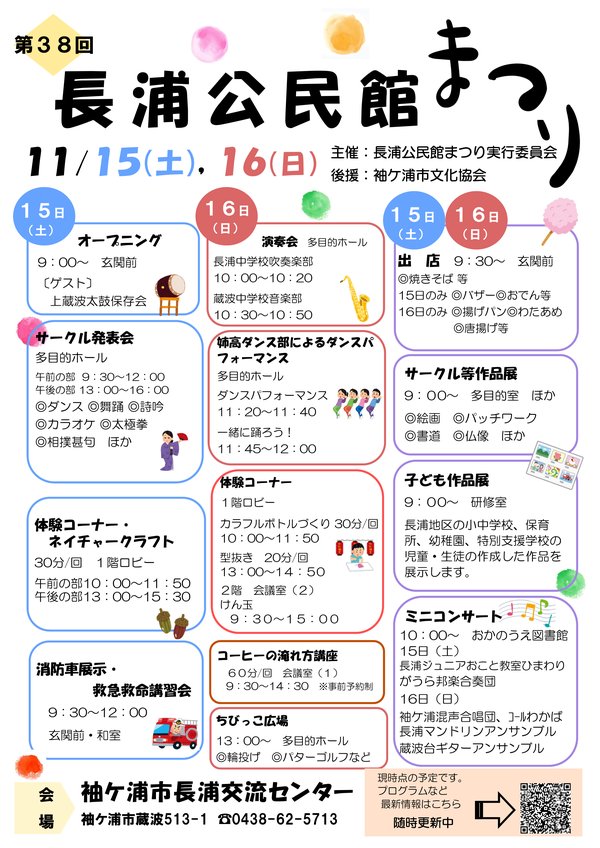 第３８回
長浦公民館まつり
11/15(土)，16(日)
主催：長浦公民館まつり実行委員会
後援：袖ケ浦市文化協会
１５日
（土）
オープニング
９：００～　玄関前
〔ゲスト〕
上蔵波太鼓保存会
サークル発表会
多目的ホール
午前の部 ９：３０～１２：００
午後の部 １３：００～１６：００
◎ダンス ◎舞踊 ◎詩吟
◎カラオケ ◎太極拳
◎相撲甚句　ほか
体験コーナー・
ネイチャークラフト
30分/回　１階ロビー
午前の部１０：００～１１：５０
午後の部１３：００～１５：３０
消防車展示・
救急救命講習会
９：３０～１２：００
玄関前・和室
１６日
（日）
演奏会　多目的ホール
長浦中学校吹奏楽部
１０：００～１０：２０
蔵波中学校音楽部
１０：３０～１０：５０
姉高ダンス部によるダンスパ
フォーマンス
多目的ホール
ダンスパフォーマンス
１１：２０～１１：４０
一緒に踊ろう！
１１：４５～１２：００
体験コーナー
１階ロビー
カラフルボトルづくり 30分/回
１０：００～１１：５０
型抜き　20分/回
１３：００～１４：５０
２階　会議室（２）
けん玉
９：３０～１５：００
コーヒーの淹れ方講座
６０分/回　会議室（１）
９：３０～１４：３０　※事前予約制
ちびっこ広場
１３：００～　多目的ホール
◎輪投げ　◎パターゴルフなど
１５日
（土）
１６日
（日）
出 店　９：３０～　玄関前
◎焼きそば 等
15日のみ ◎バザー◎おでん等
16日のみ ◎揚げパン◎わたあめ
◎唐揚げ等
サークル等作品展
９：００～　多目的室　ほか
◎絵画　◎パッチワーク
◎書道　◎仏像　ほか
子ども作品展
９：００～　研修室
長浦地区の小中学校、保育
所、幼稚園、特別支援学校の
児童・生徒の作成した作品を
展示します。
ミニコンサート
１０：００～　おかのうえ図書館
15日（土）
長浦ジュニアおこと教室ひまわり
がうら邦楽合奏団
16日（日）
袖ケ浦混声合唱団、ｺｰﾙわかば
長浦マンドリンアンサンブル
蔵波台ギターアンサンブル
会場
袖ケ浦市長浦交流センター
袖ケ浦市蔵波513-1　☎0438-62-5713
現時点の予定です。
プログラムなど
最新情報はこちら
随時更新中